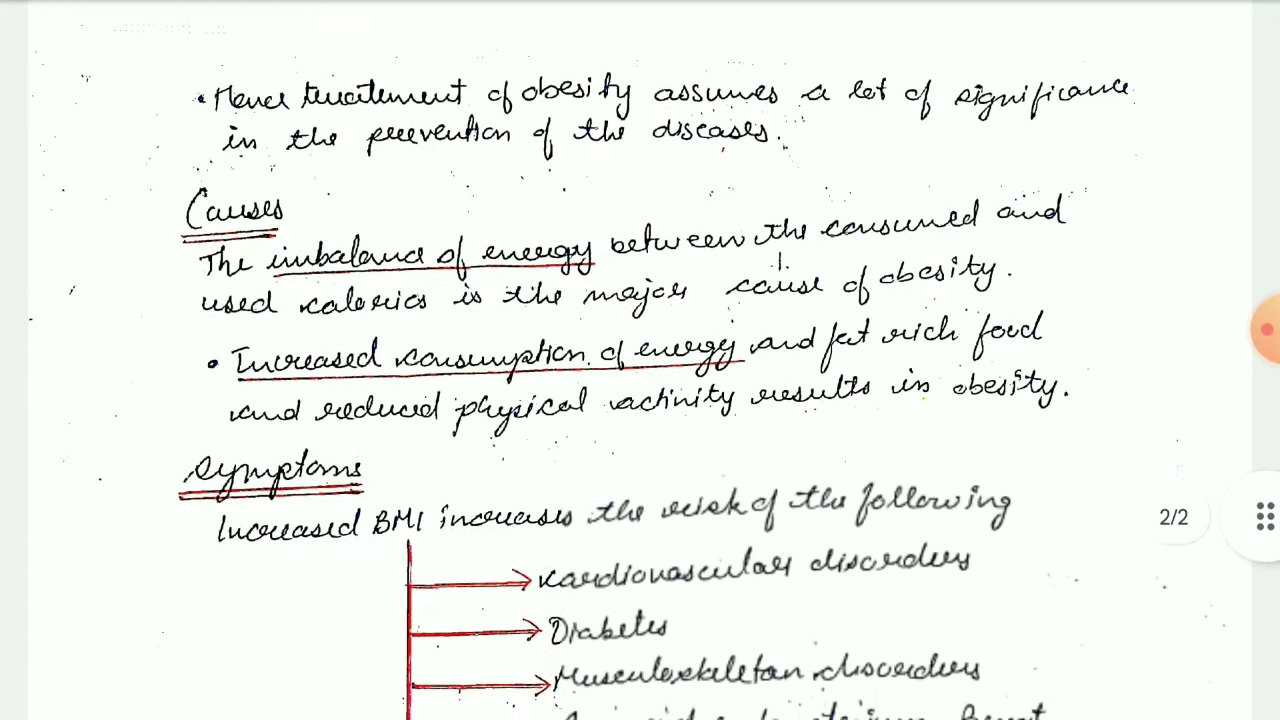 • Hence treatement of obesity assumes a lot of significance
in the prevention of the diseases.
Causes
The imbalance of energy between the consumed and
used calories is the major cause of obesity.
• Increased consumption of energy and fat rich food
and reduced physical activity results in obesity.
Symptoms
Increased BMI increases the risk of the following
Cardiovascular disorders
Diabetes
Musculoskeletan disorders
2/2